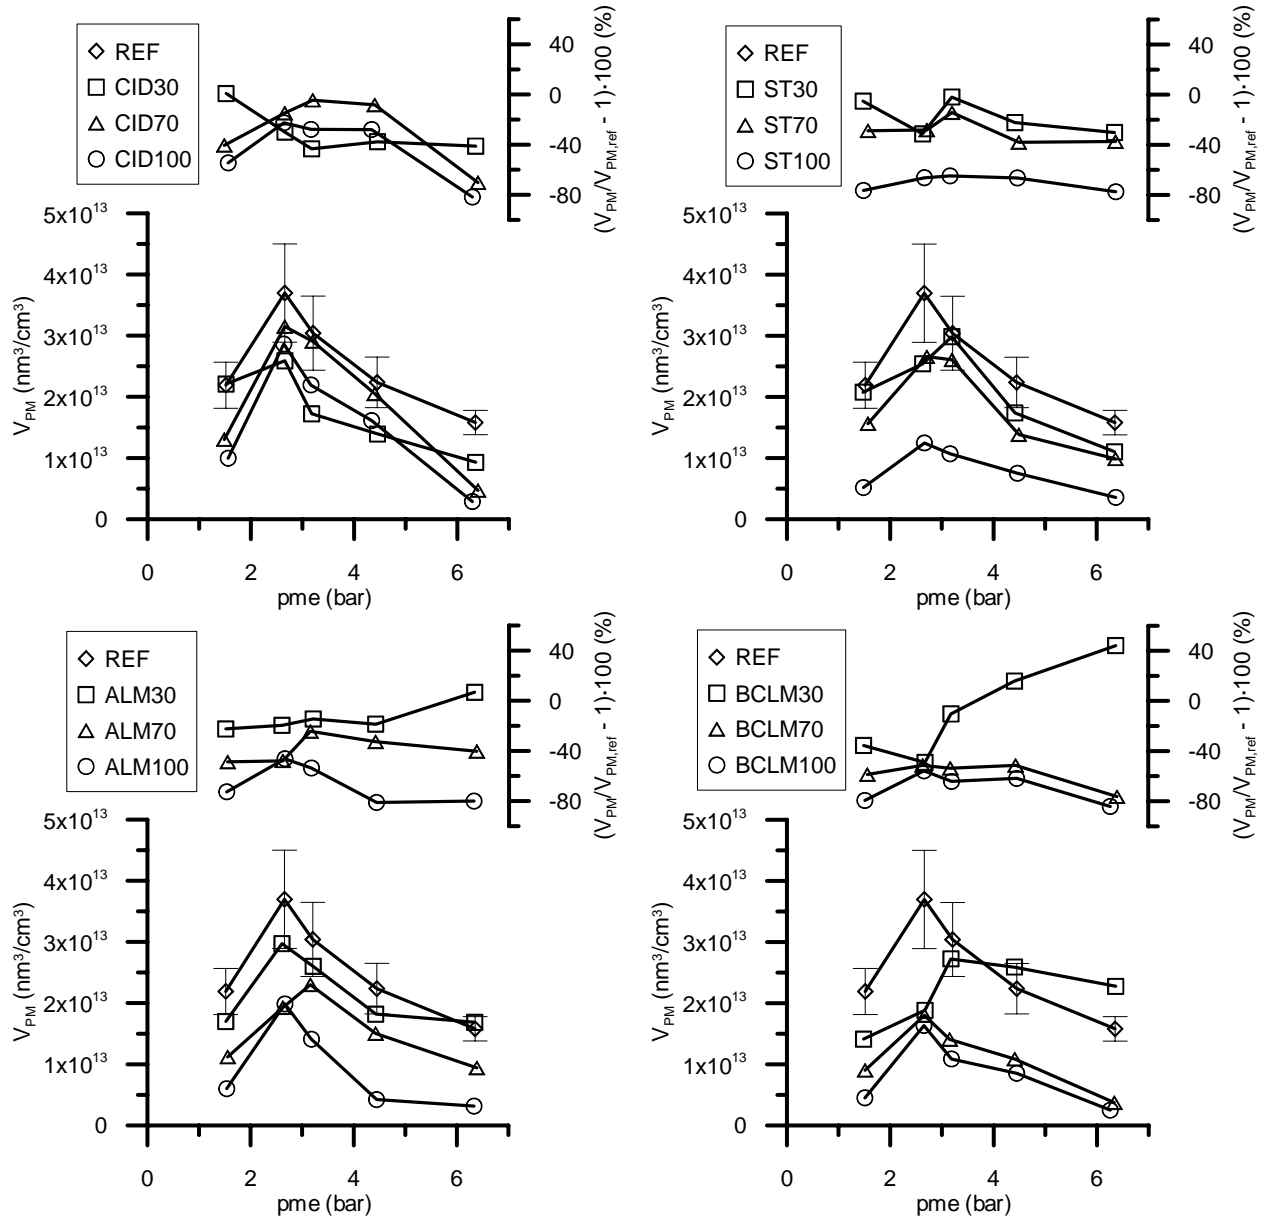 REF
CID30
CID70
CID100
40
0
-40
-80
(V_PM/V_PM,ref - 1)·100 (%)
5x10^13
4x10^13
3x10^13
2x10^13
1x10^13
0
V_PM (nm³/cm³)
0 2 4 6
pme (bar)
REF
ST30
ST70
ST100
40
0
-40
-80
(V_PM/V_PM,ref - 1)·100 (%)
5x10^13
4x10^13
3x10^13
2x10^13
1x10^13
0
V_PM (nm³/cm³)
0 2 4 6
pme (bar)
REF
ALM30
ALM70
ALM100
40
0
-40
-80
(V_PM/V_PM,ref - 1)·100 (%)
5x10^13
4x10^13
3x10^13
2x10^13
1x10^13
0
V_PM (nm³/cm³)
0 2 4 6
pme (bar)
REF
BCLM30
BCLM70
BCLM100
40
0
-40
-80
(V_PM/V_PM,ref - 1)·100 (%)
5x10^13
4x10^13
3x10^13
2x10^13
1x10^13
0
V_PM (nm³/cm³)
0 2 4 6
pme (bar)